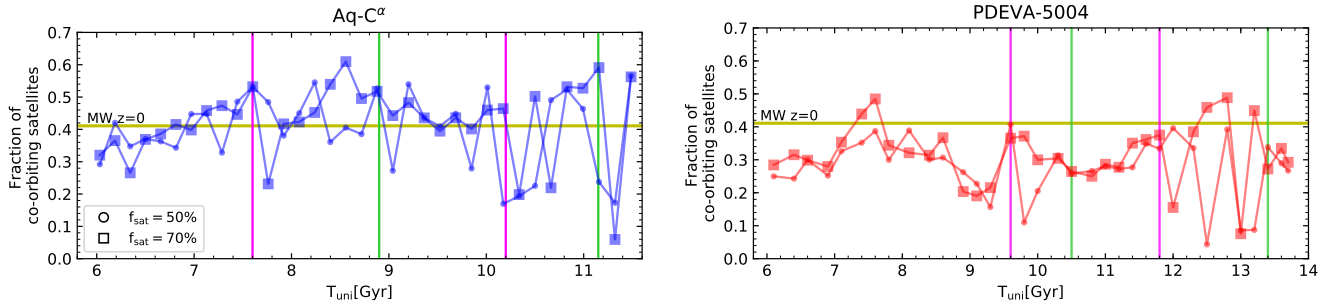 Aq-C^α
0.7
0.6
0.5
0.4
0.3
0.2
0.1
0.0
Fraction of
co-orbiting satellites
MW z=0
f_sat = 50%
f_sat = 70%
6 7 8 9 10 11
T_uni[Gyr]
PDEVA-5004
0.7
0.6
0.5
0.4
0.3
0.2
0.1
0.0
Fraction of
co-orbiting satellites
MW z=0
6 7 8 9 10 11 12 13 14
T_uni[Gyr]